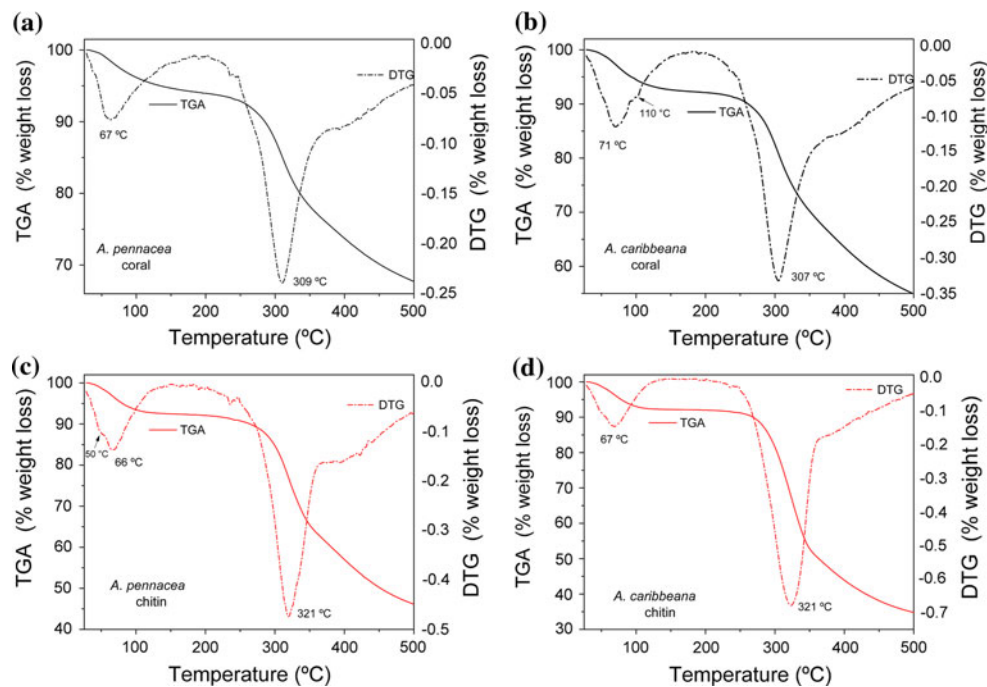 (a)
100
90
80
70
TGA (% weight loss)
0.00
-0.05
-0.10
-0.15
-0.20
-0.25
DTG (% weight loss)
DTG
TGA
67 ºC
309 ºC
A. pennacea
coral
100 200 300 400 500
Temperature (ºC)
(b)
100
90
80
70
60
TGA (% weight loss)
0.00
-0.05
-0.10
-0.15
-0.20
-0.25
-0.30
-0.35
DTG (% weight loss)
DTG
TGA
110 ºC
71 ºC
307 ºC
A. caribbeana
coral
100 200 300 400 500
Temperature (ºC)
(c)
100
90
80
70
60
50
40
TGA (% weight loss)
0.0
-0.1
-0.2
-0.3
-0.4
-0.5
DTG (% weight loss)
DTG
TGA
50 ºC
66 ºC
321 ºC
A. pennacea
chitin
100 200 300 400 500
Temperature (ºC)
(d)
100
90
80
70
60
50
40
30
TGA (% weight loss)
0.0
-0.1
-0.2
-0.3
-0.4
-0.5
-0.6
-0.7
DTG (% weight loss)
DTG
TGA
67 ºC
321 ºC
A. caribbeana
chitin
100 200 300 400 500
Temperature (ºC)